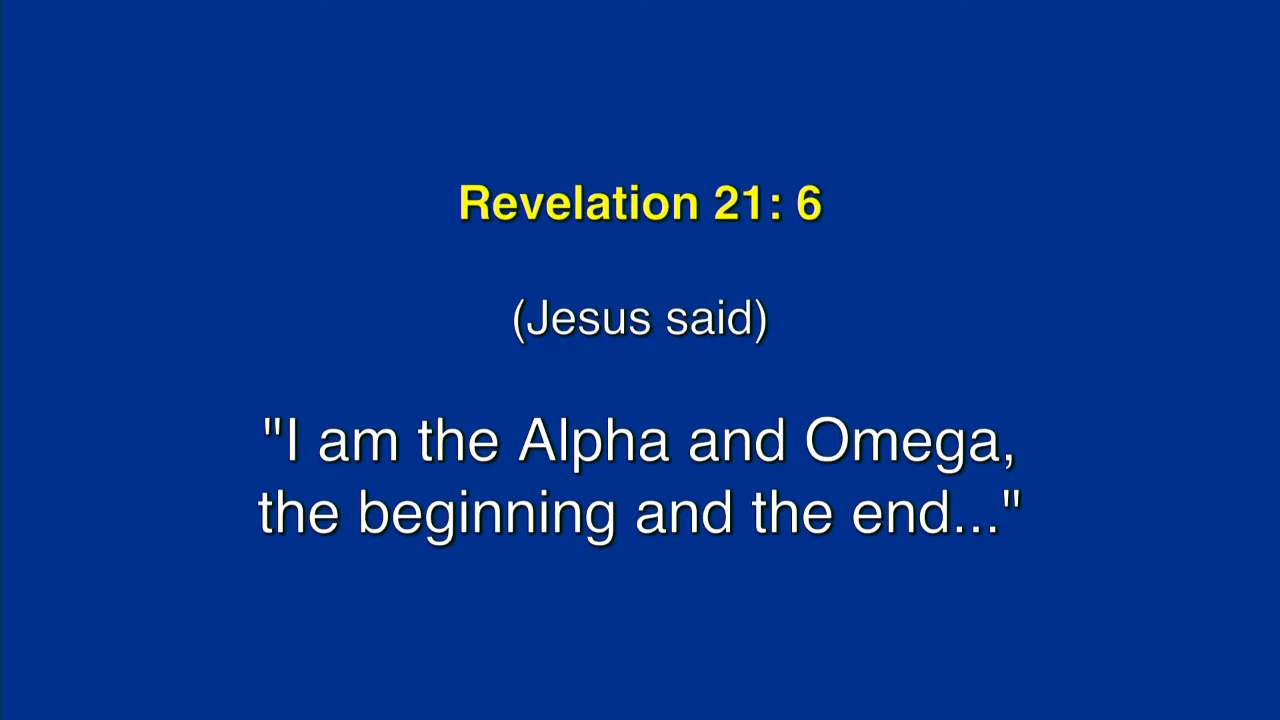 Revelation 21: 6
(Jesus said)
"I am the Alpha and Omega,
the beginning and the end..."